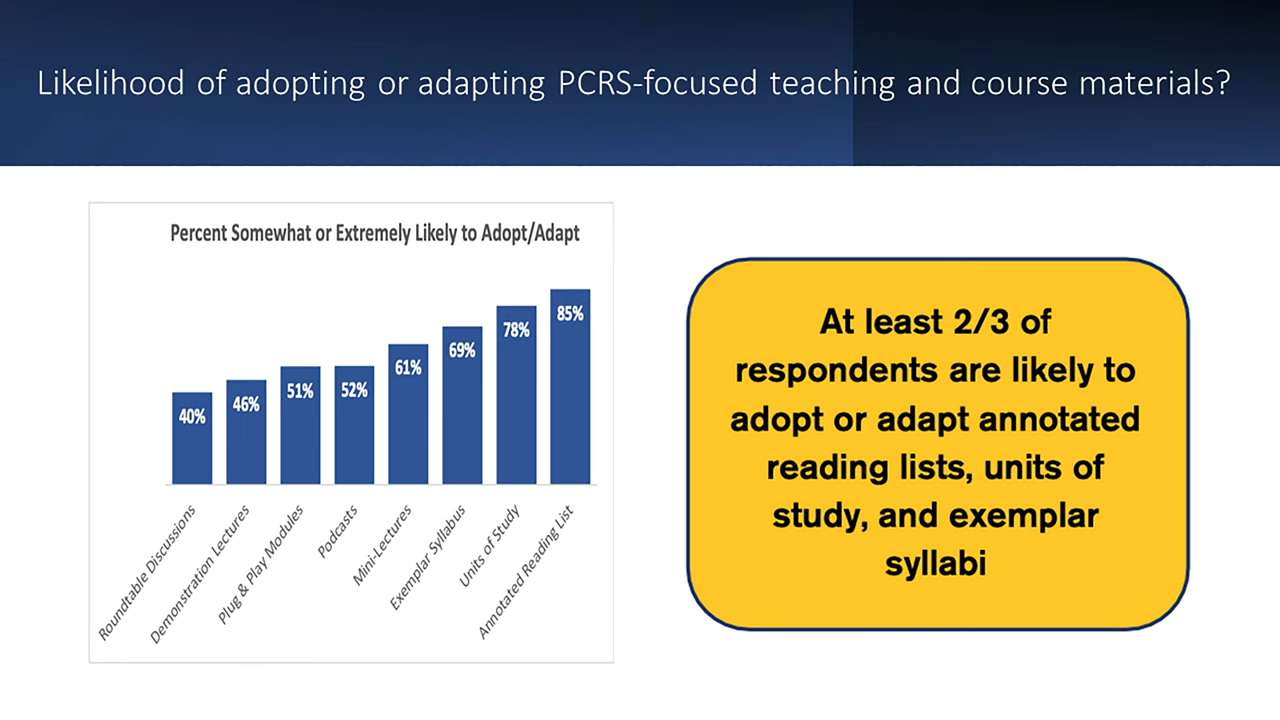 Likelihood of adopting or adapting PCRS-focused teaching and course materials?
Percent Somewhat or Extremely Likely to Adopt/Adapt
40%
46%
51%
52%
61%
69%
78%
85%
Roundtable Discussions
Demonstration Lectures
Plug & Play Modules
Podcasts
Mini-Lectures
Exemplar Syllabus
Units of Study
Annotated Reading List
At least 2/3 of
respondents are likely to
adopt or adapt annotated
reading lists, units of
study, and exemplar
syllabi